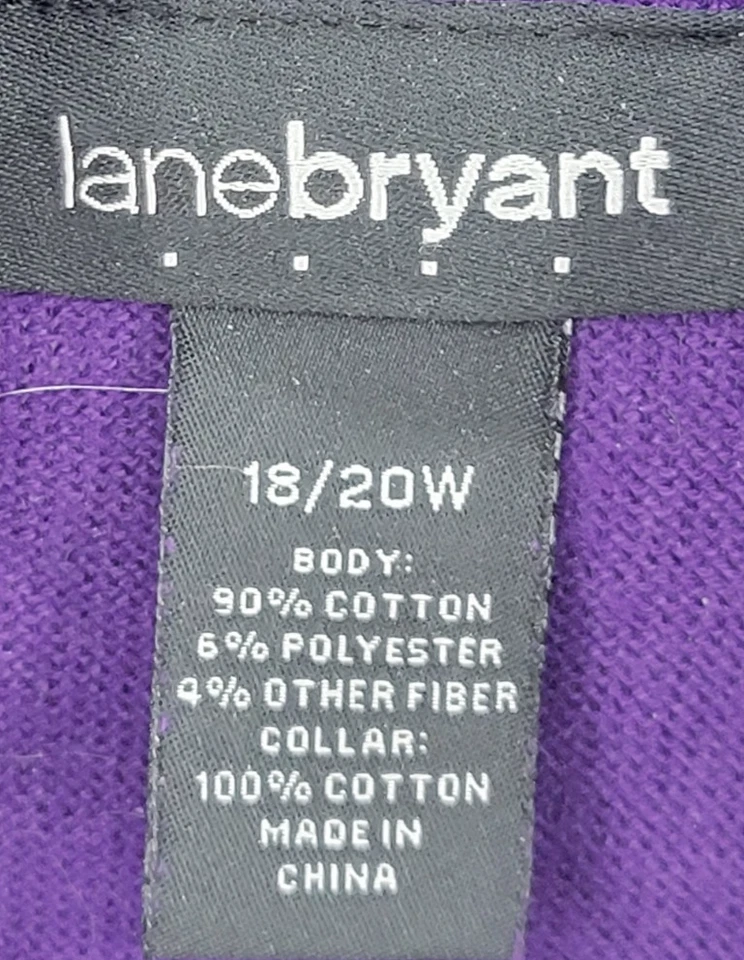 lanebryant
18/20W
BODY:
90% COTTON
6% POLYESTER
4% OTHER FIBER
COLLAR:
100% COTTON
MADE IN
CHINA